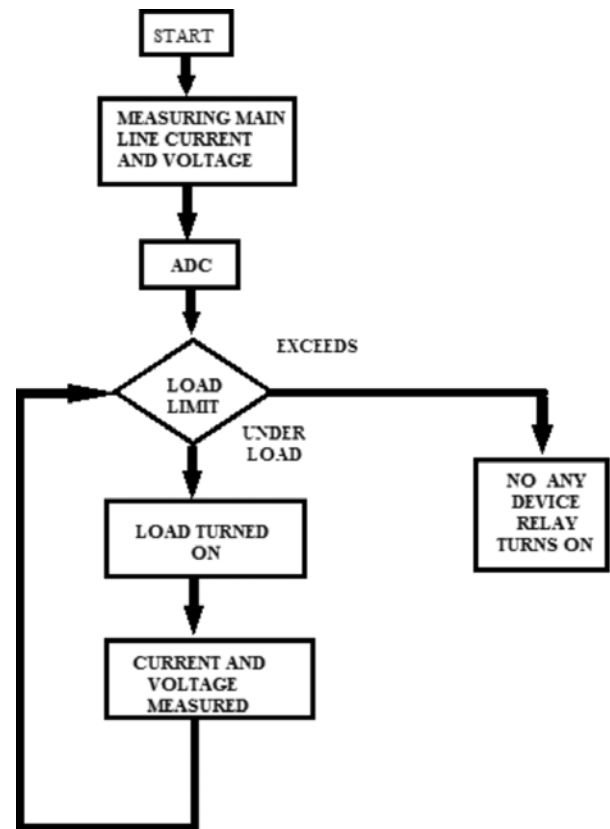 START
MEASURING MAIN
LINE CURRENT
AND VOLTAGE
ADC
EXCEEDS
LOAD
LIMIT
UNDER
LOAD
NO ANY
DEVICE
RELAY
TURNS ON
LOAD TURNED
ON
CURRENT AND
VOLTAGE
MEASURED